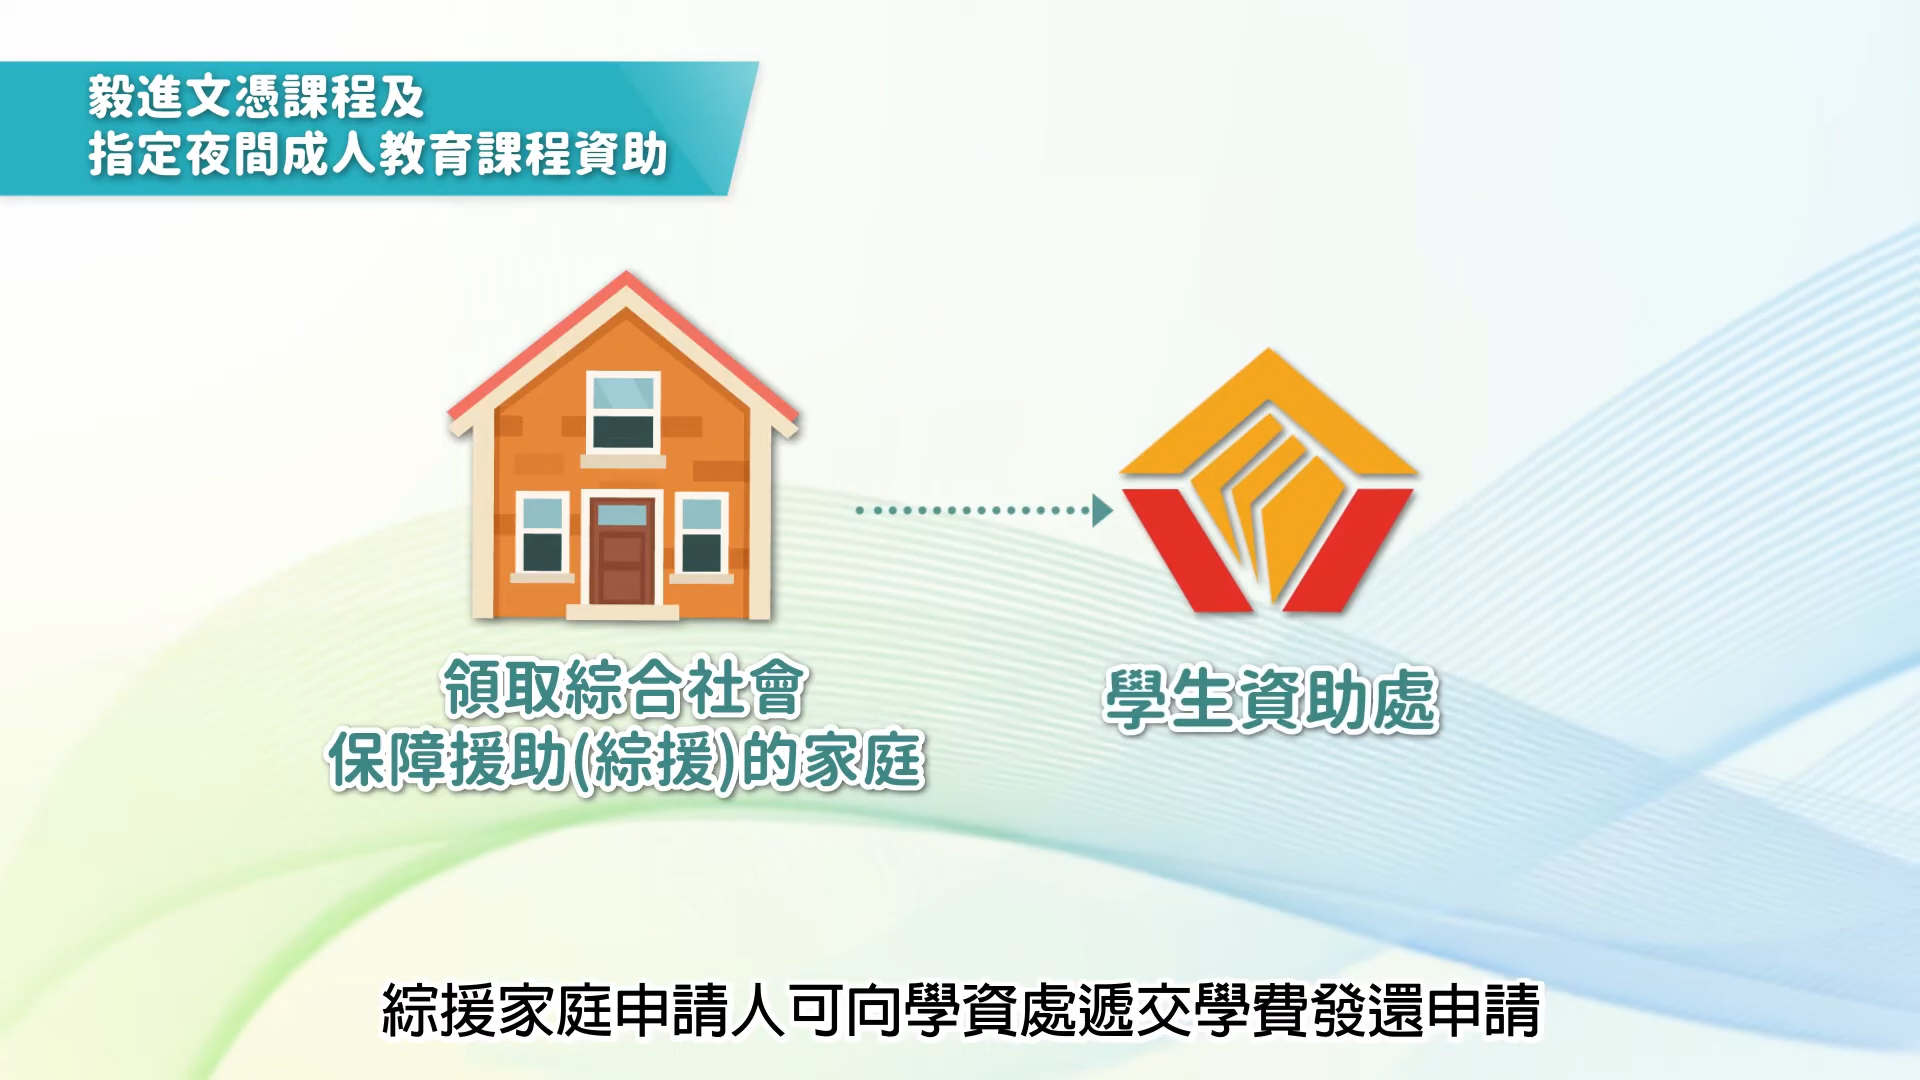 毅進文憑課程及
指定夜間成人教育課程資助
領取綜合社會
保障援助(綜援)的家庭
學生資助處
綜援家庭申請人可向學資處遞交學費發還申請